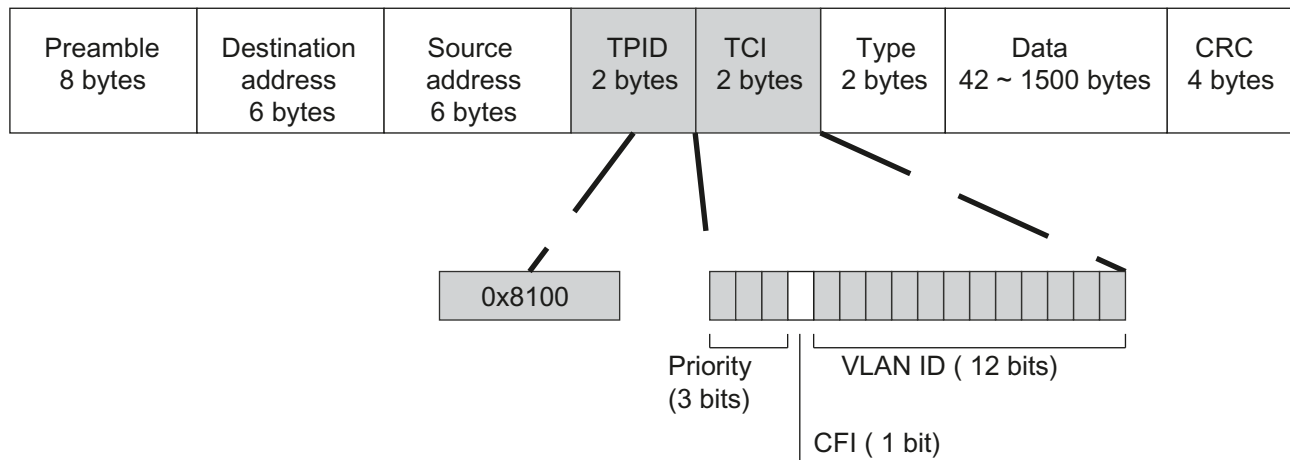 Preamble
8 bytes
Destination
address
6 bytes
Source
address
6 bytes
TPID
2 bytes
TCI
2 bytes
Type
2 bytes
Data
42 ~ 1500 bytes
CRC
4 bytes
0x8100
Priority
(3 bits)
VLAN ID ( 12 bits)
CFI ( 1 bit)